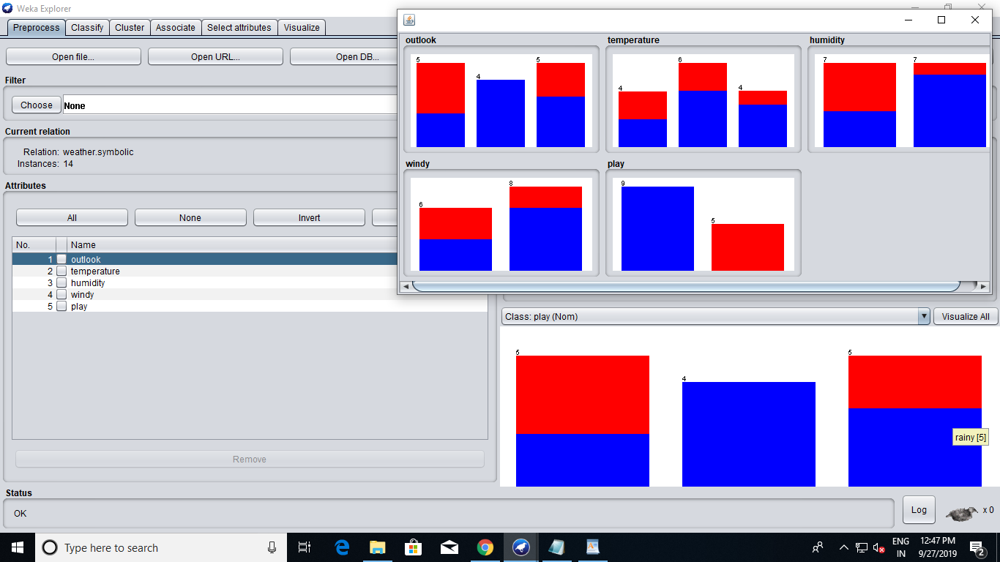 Weka Explorer
Preprocess Classify Cluster Associate Select attributes Visualize
Open file... Open URL... Open DB...
Filter
Choose None
Current relation
Relation: weather.symbolic
Instances: 14
Attributes
All None Invert
No. Name
1 outlook
2 temperature
3 humidity
4 windy
5 play
Remove
outlook temperature humidity
5 4 5 4 6 4 7 7
windy play
6 8 9 5
Class: play (Nom) Visualize All
5 4 5
rainy [5]
Status
OK
Log x 0
Type here to search
ENG
IN
12:47 PM
9/27/2019
2